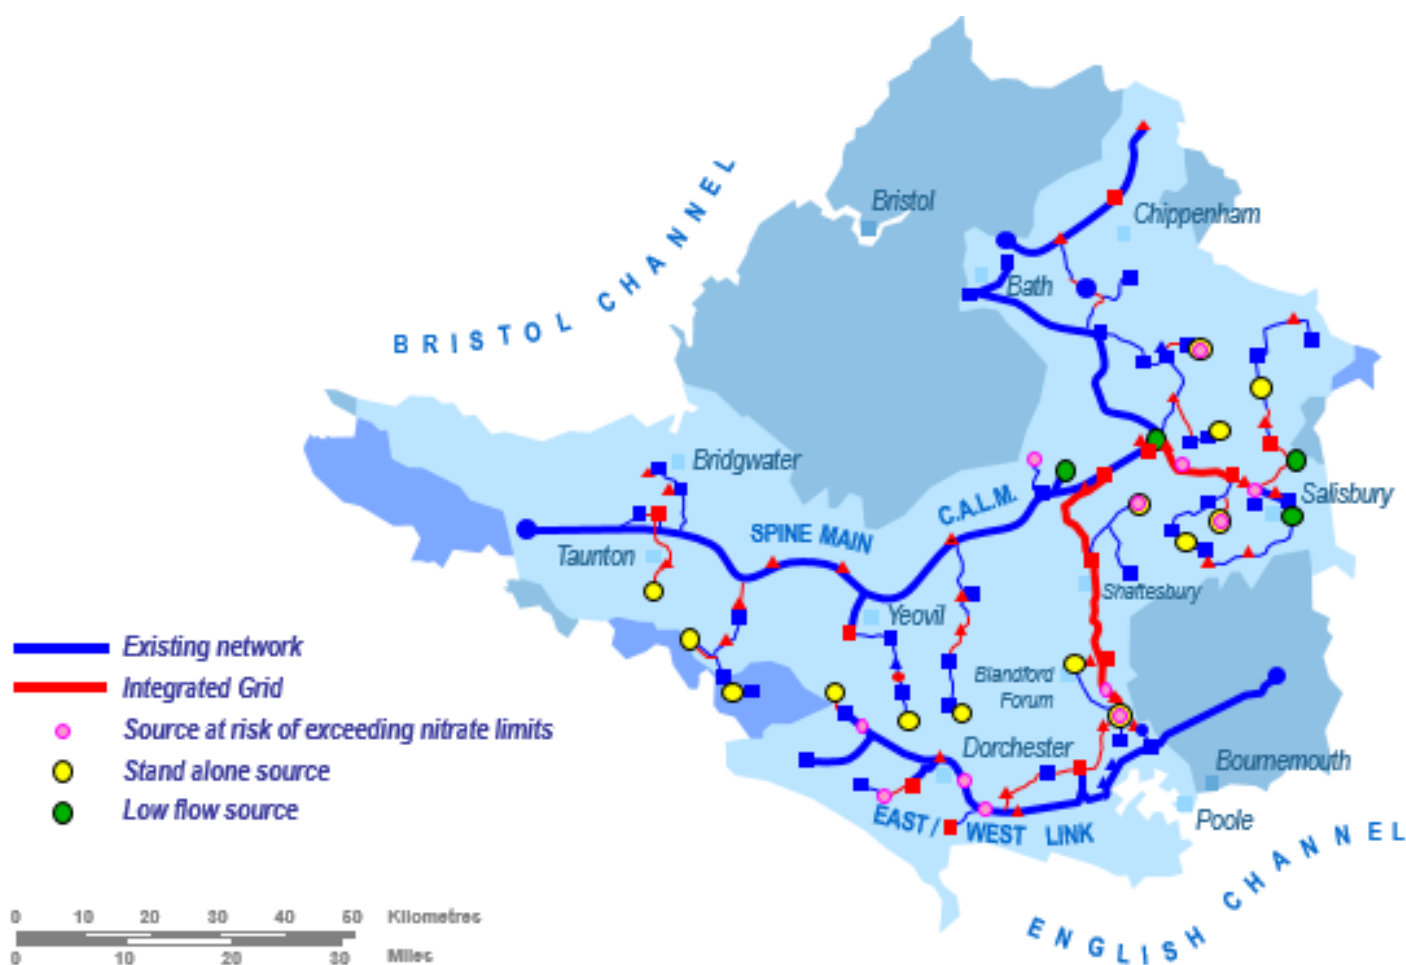 BRISTOL CHANNEL
Bristol
Chippenham
Bath
Bridgwater
Salisbury
C.A.L.M.
SPINE MAIN
Taunton
Shaftesbury
Yeovil
Existing network
Integrated Grid
Blandford
Forum
Source at risk of exceeding nitrate limits
Dorchester
Bournemouth
Stand alone source
Low flow source
Poole
EAST / WEST LINK
ENGLISH CHANNEL
0 10 20 30 40 50 Kilometres
0 10 20 30 Miles